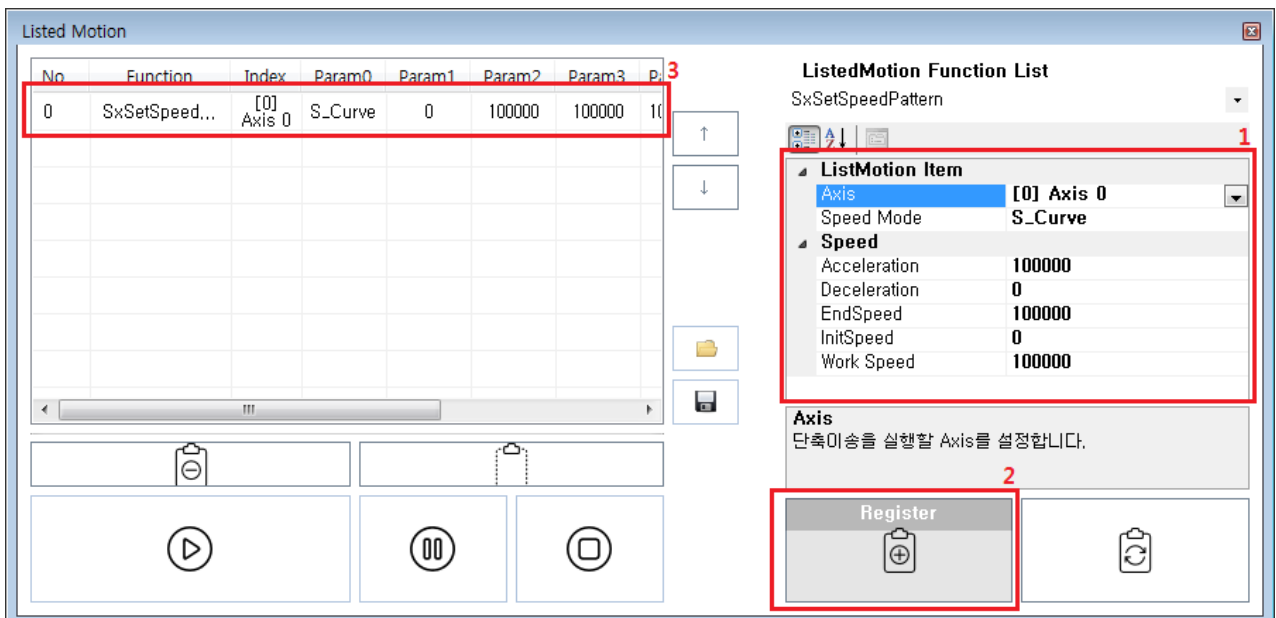 Listed Motion
No Function Index Param0 Param1 Param2 Param3
3
0 SxSetSpeed... [0] Axis 0 S_Curve 0 100000 100000
ListedMotion Function List
SxSetSpeedPattern
1
ListMotion Item
Axis [0] Axis 0
Speed Mode S_Curve
Speed
Acceleration 100000
Deceleration 0
EndSpeed 100000
InitSpeed 0
Work Speed 100000
Axis
단축이송을 실행할 Axis를 설정합니다.
2
Register